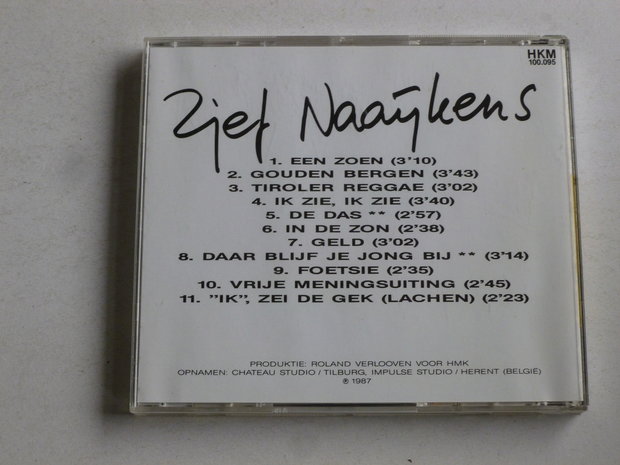 HKM
100.095
Zjef Naaijkens
1. EEN ZOEN (3'10)
2. GOUDEN BERGEN (3'43)
3. TIROLER REGGAE (3'02)
4. IK ZIE, IK ZIE (3'40)
5. DE DAS ** (2'57)
6. IN DE ZON (2'38)
7. GELD (3'02)
8. DAAR BLIJF JE JONG BIJ ** (3'14)
9. FOETSIE (2'35)
10. VRIJE MENINGSUITING (2'45)
11. "IK", ZEI DE GEK (LACHEN) (2'23)
PRODUKTIE: ROLAND VERLOOVEN VOOR HMK
OPNAMEN: CHATEAU STUDIO / TILBURG, IMPULSE STUDIO / HERENT (BELGIË)
℗ 1987